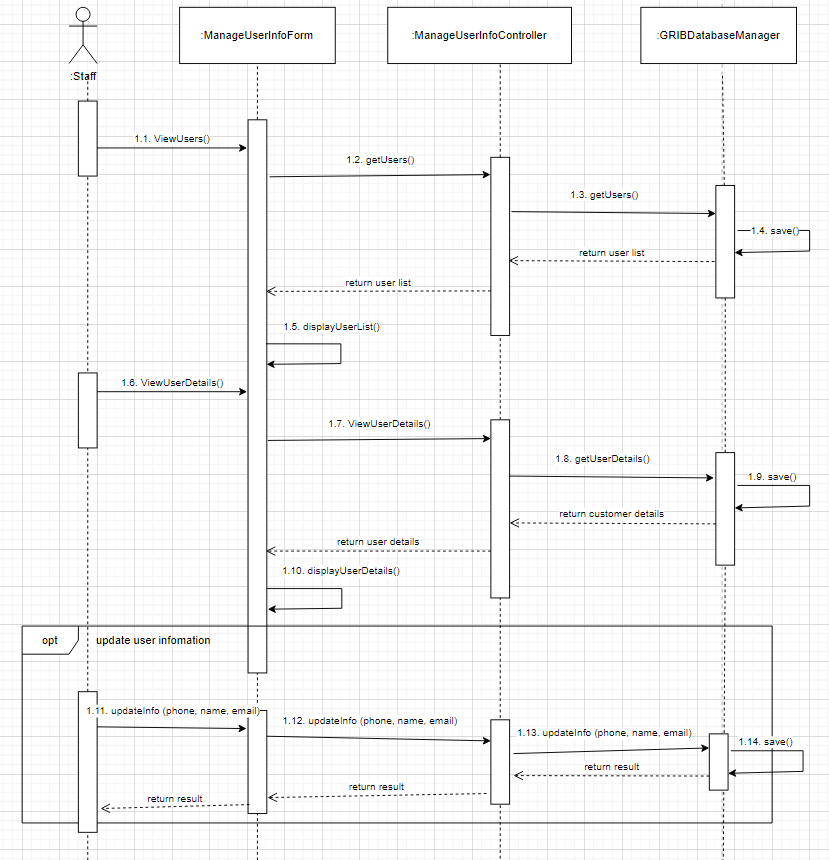 :Staff
:ManageUserInfoForm
:ManageUserInfoController
:GRIBDatabaseManager
1.1. ViewUsers()
1.2. getUsers()
1.3. getUsers()
1.4. save()
return user list
return user list
1.5. displayUserList()
1.6. ViewUserDetails()
1.7. ViewUserDetails()
1.8. getUserDetails()
1.9. save()
return customer details
return user details
1.10. displayUserDetails()
opt
update user infomation
1.11. updateInfo (phone, name, email)
1.12. updateInfo (phone, name, email)
1.13. updateInfo (phone, name, email)
1.14. save()
return result
return result
return result